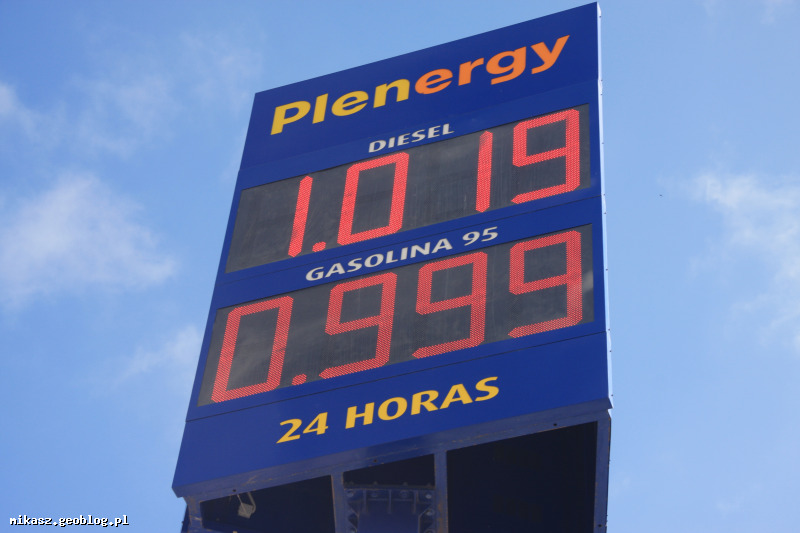 Plenergy
DIESEL
1.019
GASOLINA 95
0.999
24 HORAS
mikasz.geoblog.pl